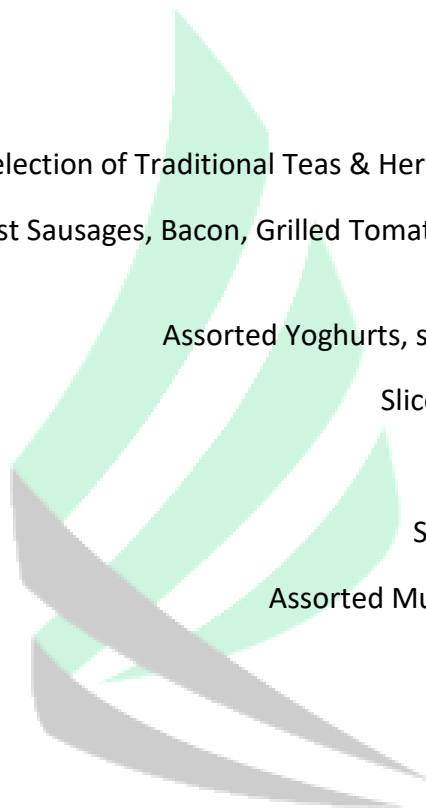 election of Traditional Teas & Her
st Sausages, Bacon, Grilled Tomat
Assorted Yoghurts, s
Slic
S
Assorted Mu